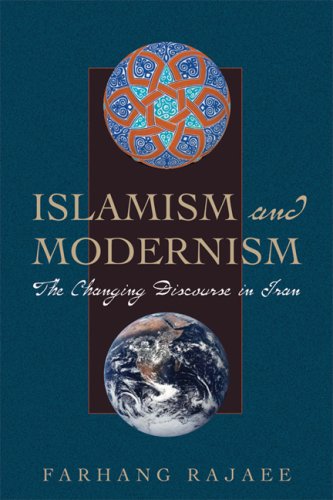 ISLAMISM and
MODERNISM
The Changing Discourse in Iran
FARHANG RAJAEE